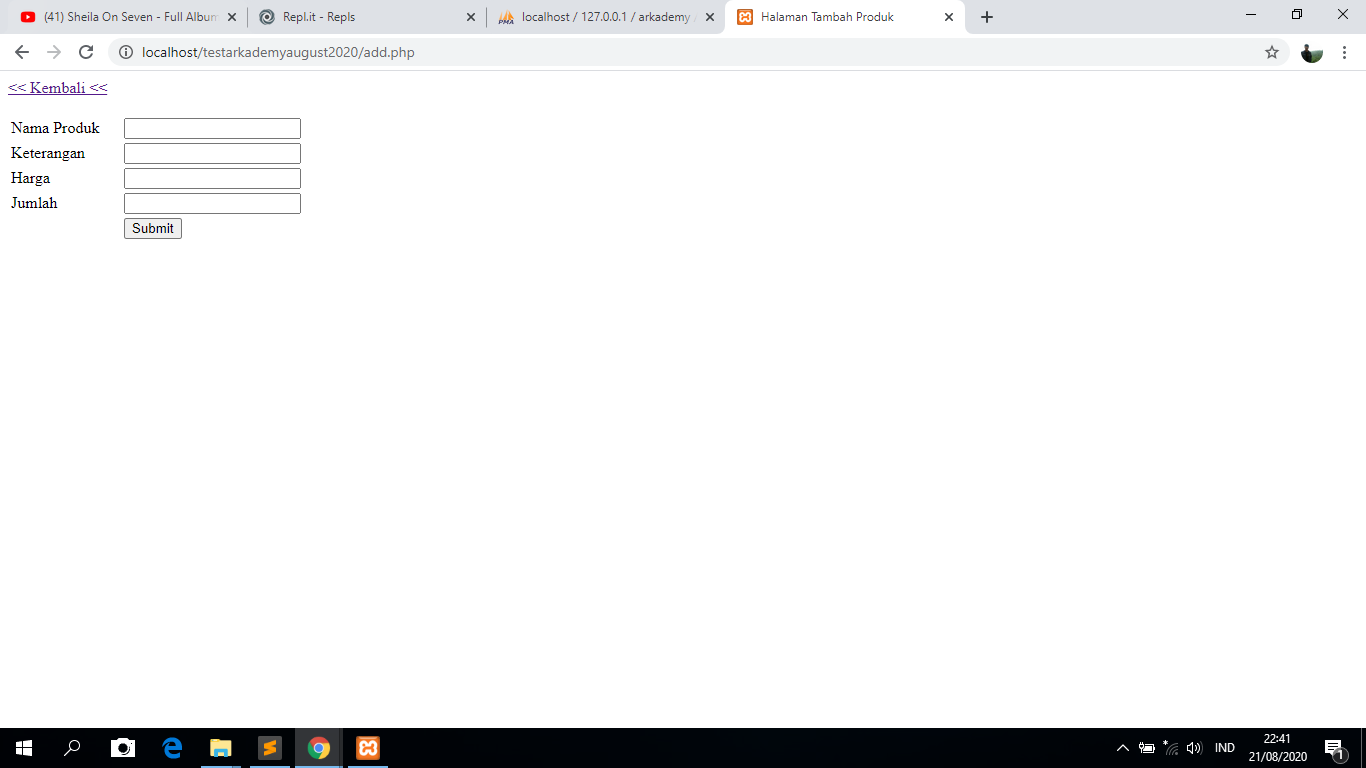 (41) Sheila On Seven - Full Album
Repl.it - Repls
PMA
localhost / 127.0.0.1 / arkademy
Halaman Tambah Produk
localhost/testarkademyaugust2020/add.php
<< Kembali <<
Nama Produk
Keterangan
Harga
Jumlah
Submit
IND
22:41
21/08/2020
1